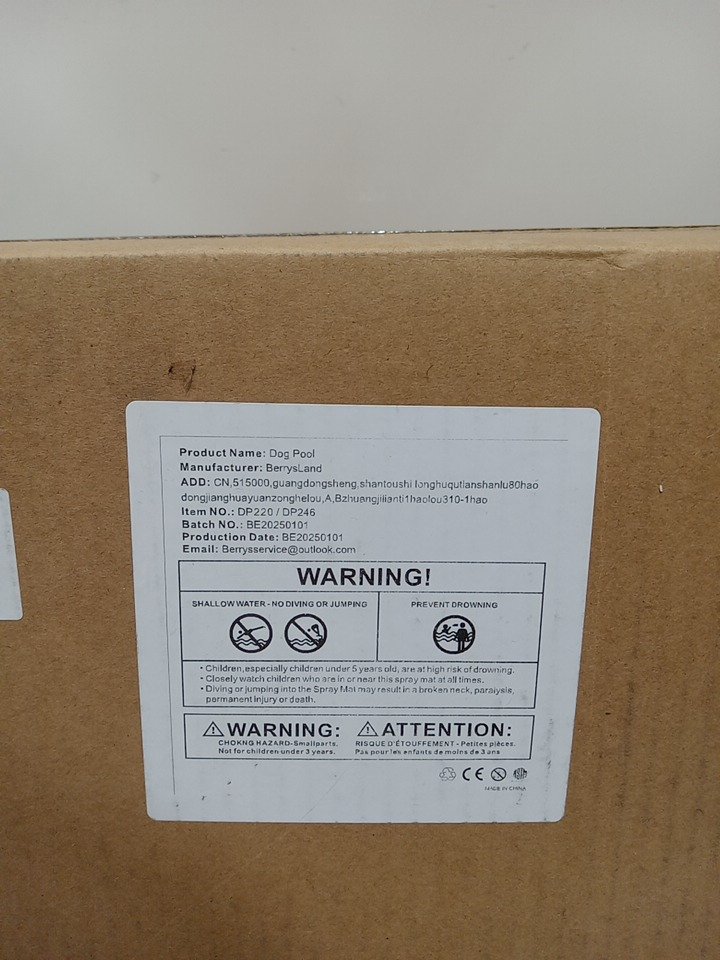 Product Name: Dog Pool
Manufacturer: BerrysLand
ADD: CN,515000,guangdongsheng,shantoushi longhuqutianshanlu80hao
dongjianghuayuanzonghelou,A,Bzhuangjilianti1haolou310-1hao
Item NO.: DP220 / DP246
Batch NO.: BE20250101
Production Date: BE20250101
Email: Berrysservice@outlook.com
WARNING!
SHALLOW WATER - NO DIVING OR JUMPING
PREVENT DROWNING
• Children,especially children under 5 years old, are at high risk of drowning.
• Closely watch children who are in or near this spray mat at all times.
• Diving or jumping into the Spray Mat may result in a broken neck, paralysis,
permanent injury or death.
WARNING:
CHOKNG HAZARD-Smallparts.
Not for children under 3 years.
ATTENTION:
RISQUE D'ÉTOUFFEMENT - Petites pièces.
Pas pour les enfants de moins de 3 ans
CE
MADE IN CHINA